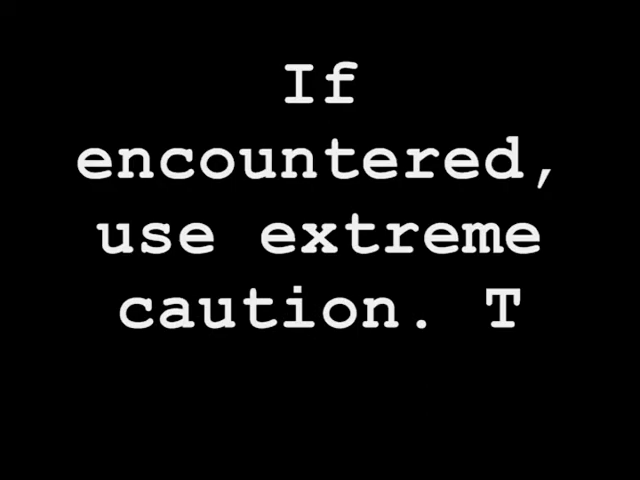 If
encountered,
use extreme
caution. T